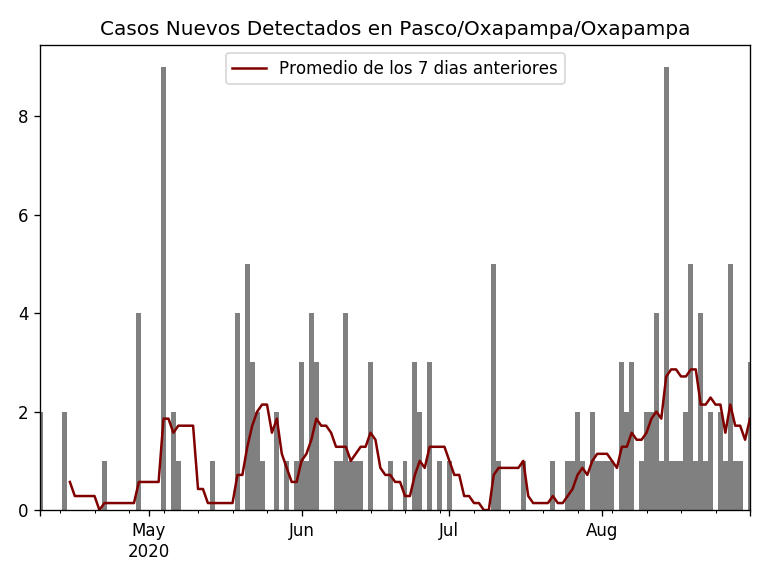 Casos Nuevos Detectados en Pasco/Oxapampa/Oxapampa
Promedio de los 7 dias anteriores
8
6
4
2
0
May
2020
Jun
Jul
Aug